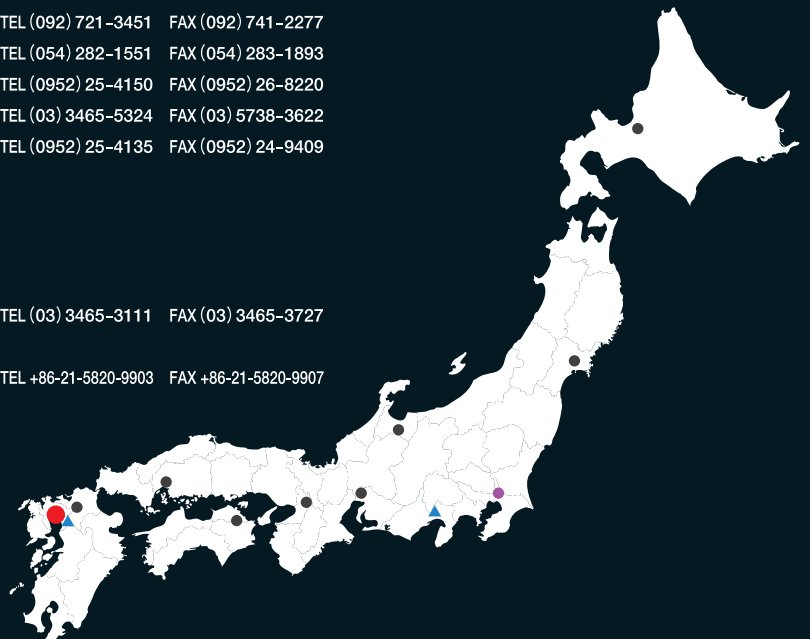 TEL(092)721-3451 FAX(092)741-2277
TEL(054)282-1551 FAX(054)283-1893
TEL(0952)25-4150 FAX(0952)26-8220
TEL(03)3465-5324 FAX(03)5738-3622
TEL(0952)25-4135 FAX(0952)24-9409
TEL(03)3465-3111 FAX(03)3465-3727
TEL +86-21-5820-9903 FAX +86-21-5820-9907